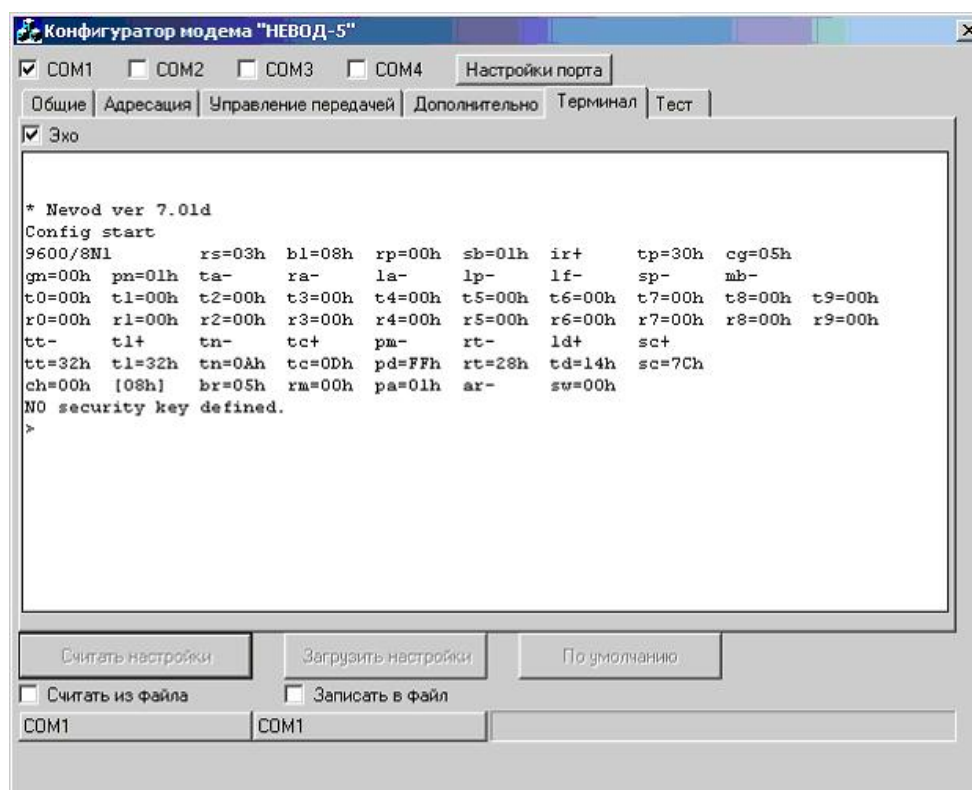 Конфигуратор модема "НЕВОД-5"
COM1 COM2 COM3 COM4 Настройки порта
Общие Адресация Управление передачей Дополнительно Терминал Тест
Эхо
* Nevod ver 7.01d
Config start
9600/8N1 rs=03h bl=08h rp=00h sb=01h ir+ tp=30h cg=05h
gn=00h pn=01h ta- ra- la- lp- lf- sp- mb-
t0=00h t1=00h t2=00h t3=00h t4=00h t5=00h t6=00h t7=00h t8=00h t9=00h
r0=00h r1=00h r2=00h r3=00h r4=00h r5=00h r6=00h r7=00h r8=00h r9=00h
tt- tl+ tn- tc+ pm- rt- ld+ sc+
tt=32h tl=32h tn=0Ah tc=0Dh pd=FFh rt=28h td=14h sc=7Ch
ch=00h [08h] br=05h rm=00h pa=01h ar- sw=00h
NO security key defined.
>
Считать настройки Загрузить настройки По умолчанию
Считать из файла Записать в файл
COM1 COM1